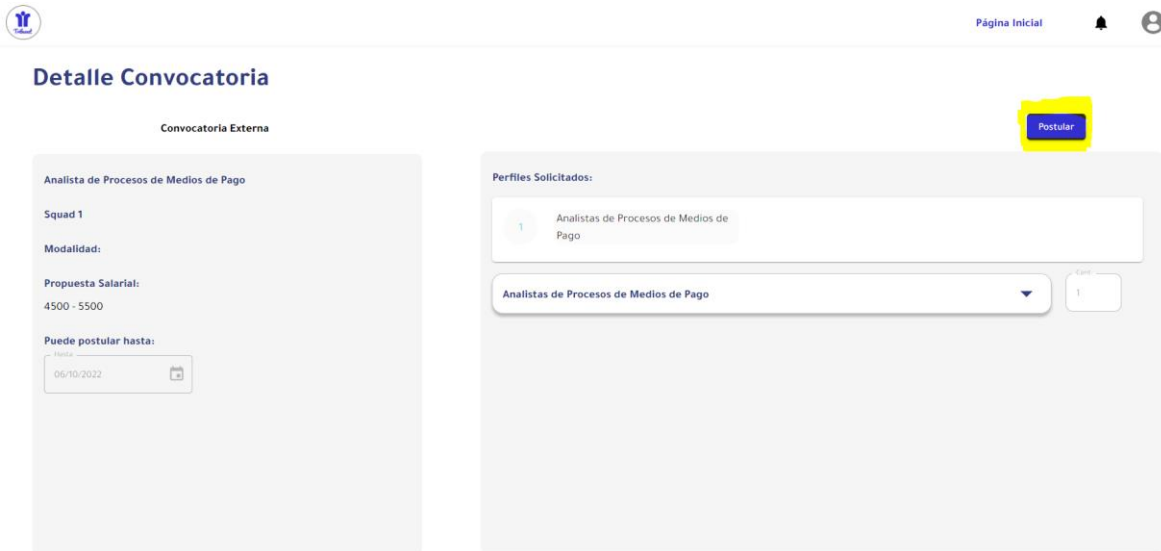 Página Inicial
Detalle Convocatoria
Convocatoria Externa
Postular
Analista de Procesos de Medios de Pago
Squad 1
Modalidad:
Propuesta Salarial:
4500 - 5500
Puede postular hasta:
Hasta
06/10/2022
Perfiles Solicitados:
1
Analistas de Procesos de Medios de
Pago
Analistas de Procesos de Medios de Pago
Cant
1